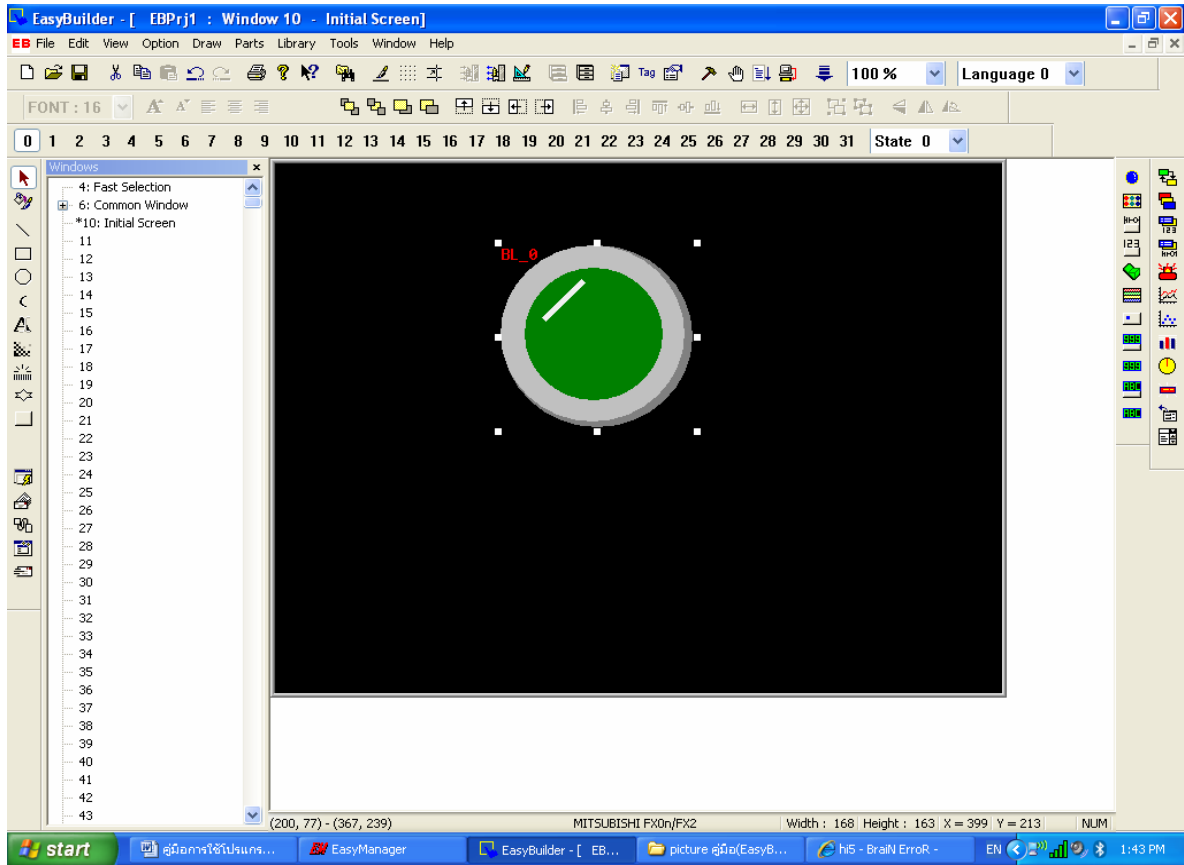 EasyBuilder - [ EBPrj1 : Window 10 - Initial Screen]
EB File Edit View Option Draw Parts Library Tools Window Help
Tag 100 % Language 0
FONT : 16 A A
0 1 2 3 4 5 6 7 8 9 10 11 12 13 14 15 16 17 18 19 20 21 22 23 24 25 26 27 28 29 30 31 State 0
Windows
4: Fast Selection
6: Common Window
*10: Initial Screen
11
12
13
14
15
16
17
18
19
20
21
22
23
24
25
26
27
28
29
30
31
32
33
34
35
36
37
38
39
40
41
42
43
BL_0
(200, 77) - (367, 239) MITSUBISHI FX0n/FX2 Width : 168 Height : 163 X = 399 Y = 213 NUM
start คู่มือการใช้โปรแกร... EasyManager EasyBuilder - [ EB... picture คู่มือ(EasyB... hi5 - BraiN ErroR - EN 1:43 PM